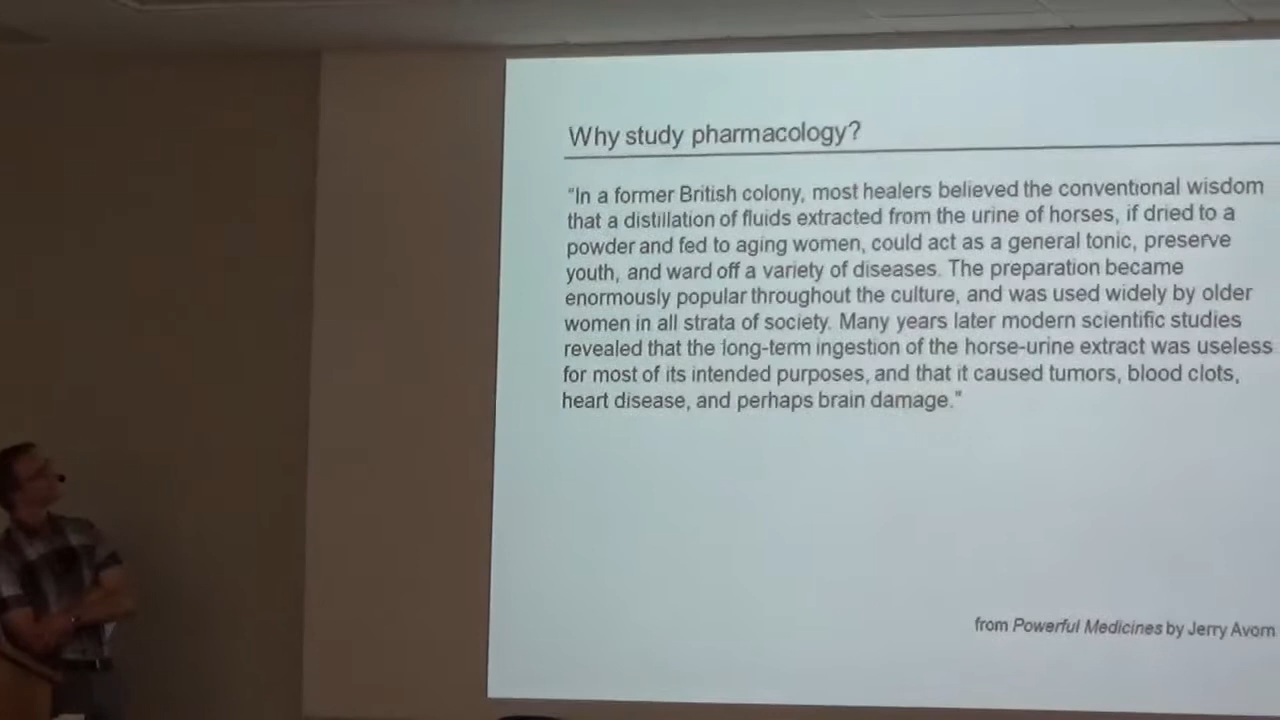 Why study pharmacology?
"In a former British colony, most healers believed the conventional wisdom
that a distillation of fluids extracted from the urine of horses, if dried to a
powder and fed to aging women, could act as a general tonic, preserve
youth, and ward off a variety of diseases. The preparation became
enormously popular throughout the culture, and was used widely by older
women in all strata of society. Many years later modern scientific studies
revealed that the long-term ingestion of the horse-urine extract was useless
for most of its intended purposes, and that it caused tumors, blood clots,
heart disease, and perhaps brain damage."
from Powerful Medicines by Jerry Avorn